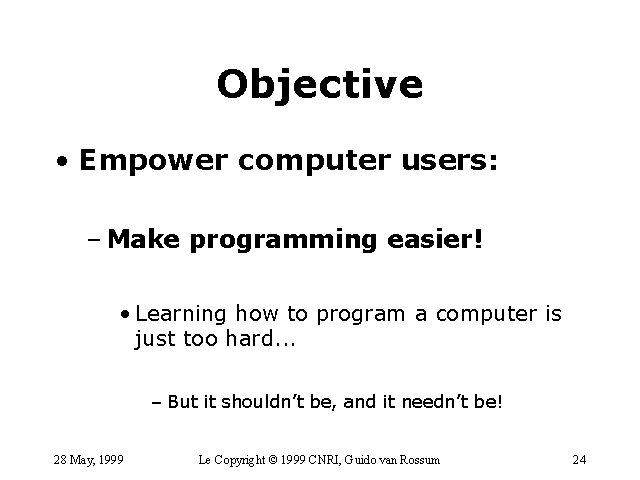 Objective
• Empower computer users:
– Make programming easier!
• Learning how to program a computer is
just too hard...
– But it shouldn’t be, and it needn’t be!
28 May, 1999 Le Copyright © 1999 CNRI, Guido van Rossum 24